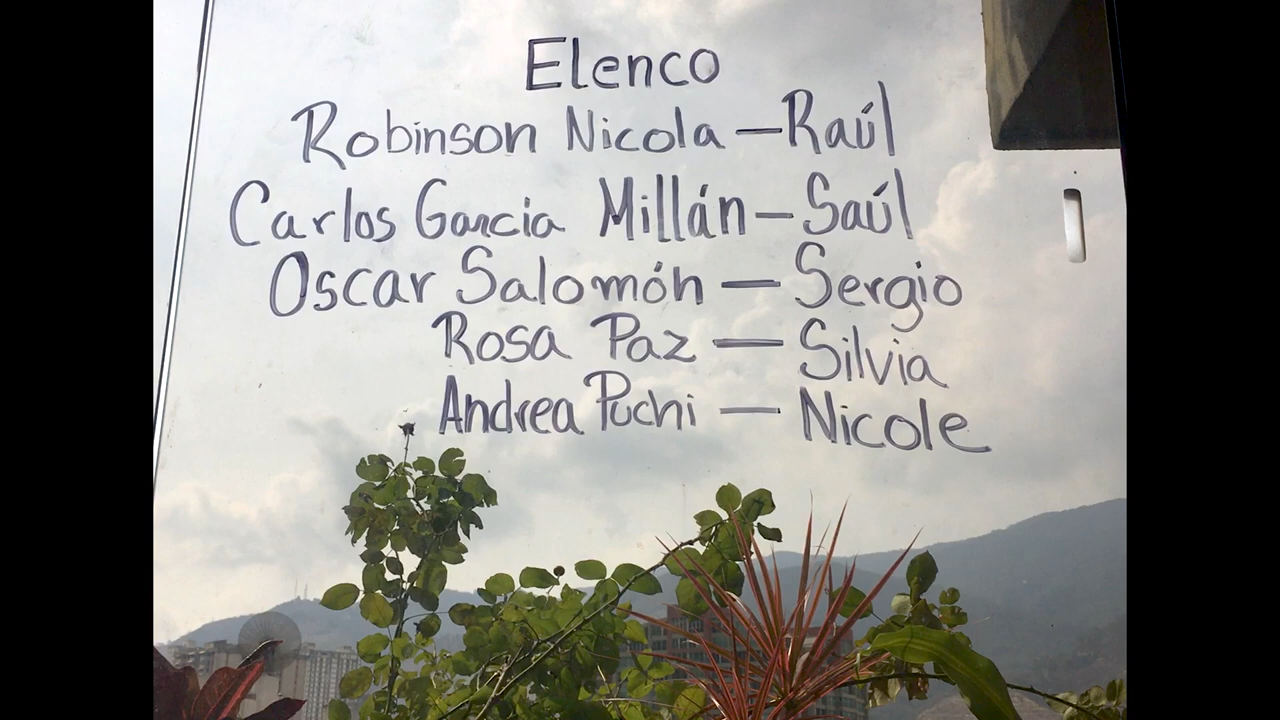 Elenco
Robinson Nicola — Raúl
Carlos Garcia Millán — Saúl
Oscar Salomón — Sergio
Rosa Paz — Silvia
Andrea Puchi — Nicole